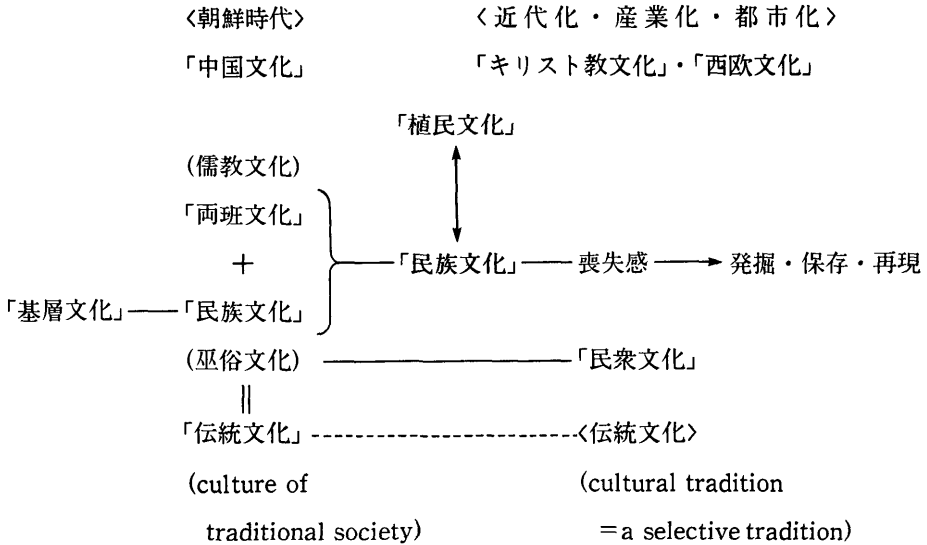 〈朝鮮時代〉 〈近代化・産業化・都市化〉
「中国文化」 「キリスト教文化」・「西欧文化」
「植民文化」
(儒教文化)
「両班文化」
+ 「民族文化」 喪失感 発掘・保存・再現
「基層文化」 「民族文化」
(巫俗文化) 「民衆文化」
「伝統文化」 〈伝統文化〉
(culture of (cultural tradition
traditional society) =a selective tradition)